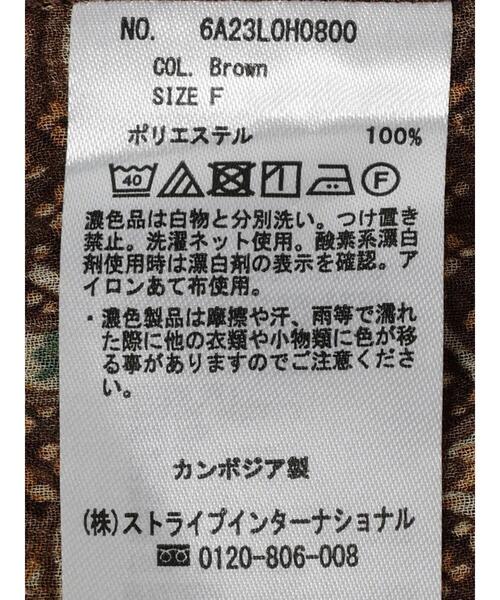 NO. 6A23L0H0800
COL. Brown
SIZE F
ポリエステル 100%
40 F
濃色品は白物と分別洗い。つけ置き
禁止。洗濯ネット使用。酸素系漂白
剤使用時は漂白剤の表示を確認。ア
イロンあて布使用。
・濃色製品は摩擦や汗、雨等で濡れ
た際に他の衣類や小物類に色が移
る事がありますのでご注意くださ
い。
カンボジア製
(株)ストライプインターナショナル
0120-806-008